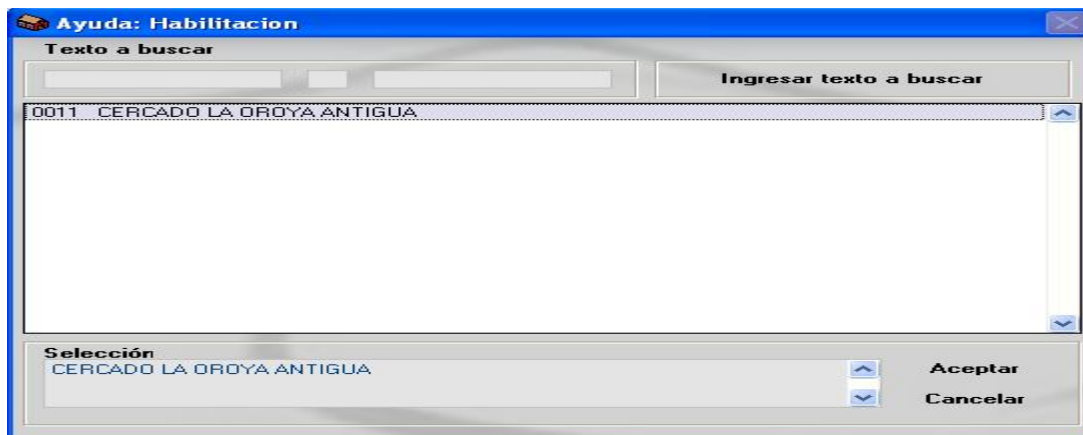 Ayuda: Habilitacion
Texto a buscar
Ingresar texto a buscar
0011 CERCADO LA OROYA ANTIGUA
Selección
CERCADO LA OROYA ANTIGUA
Aceptar
Cancelar